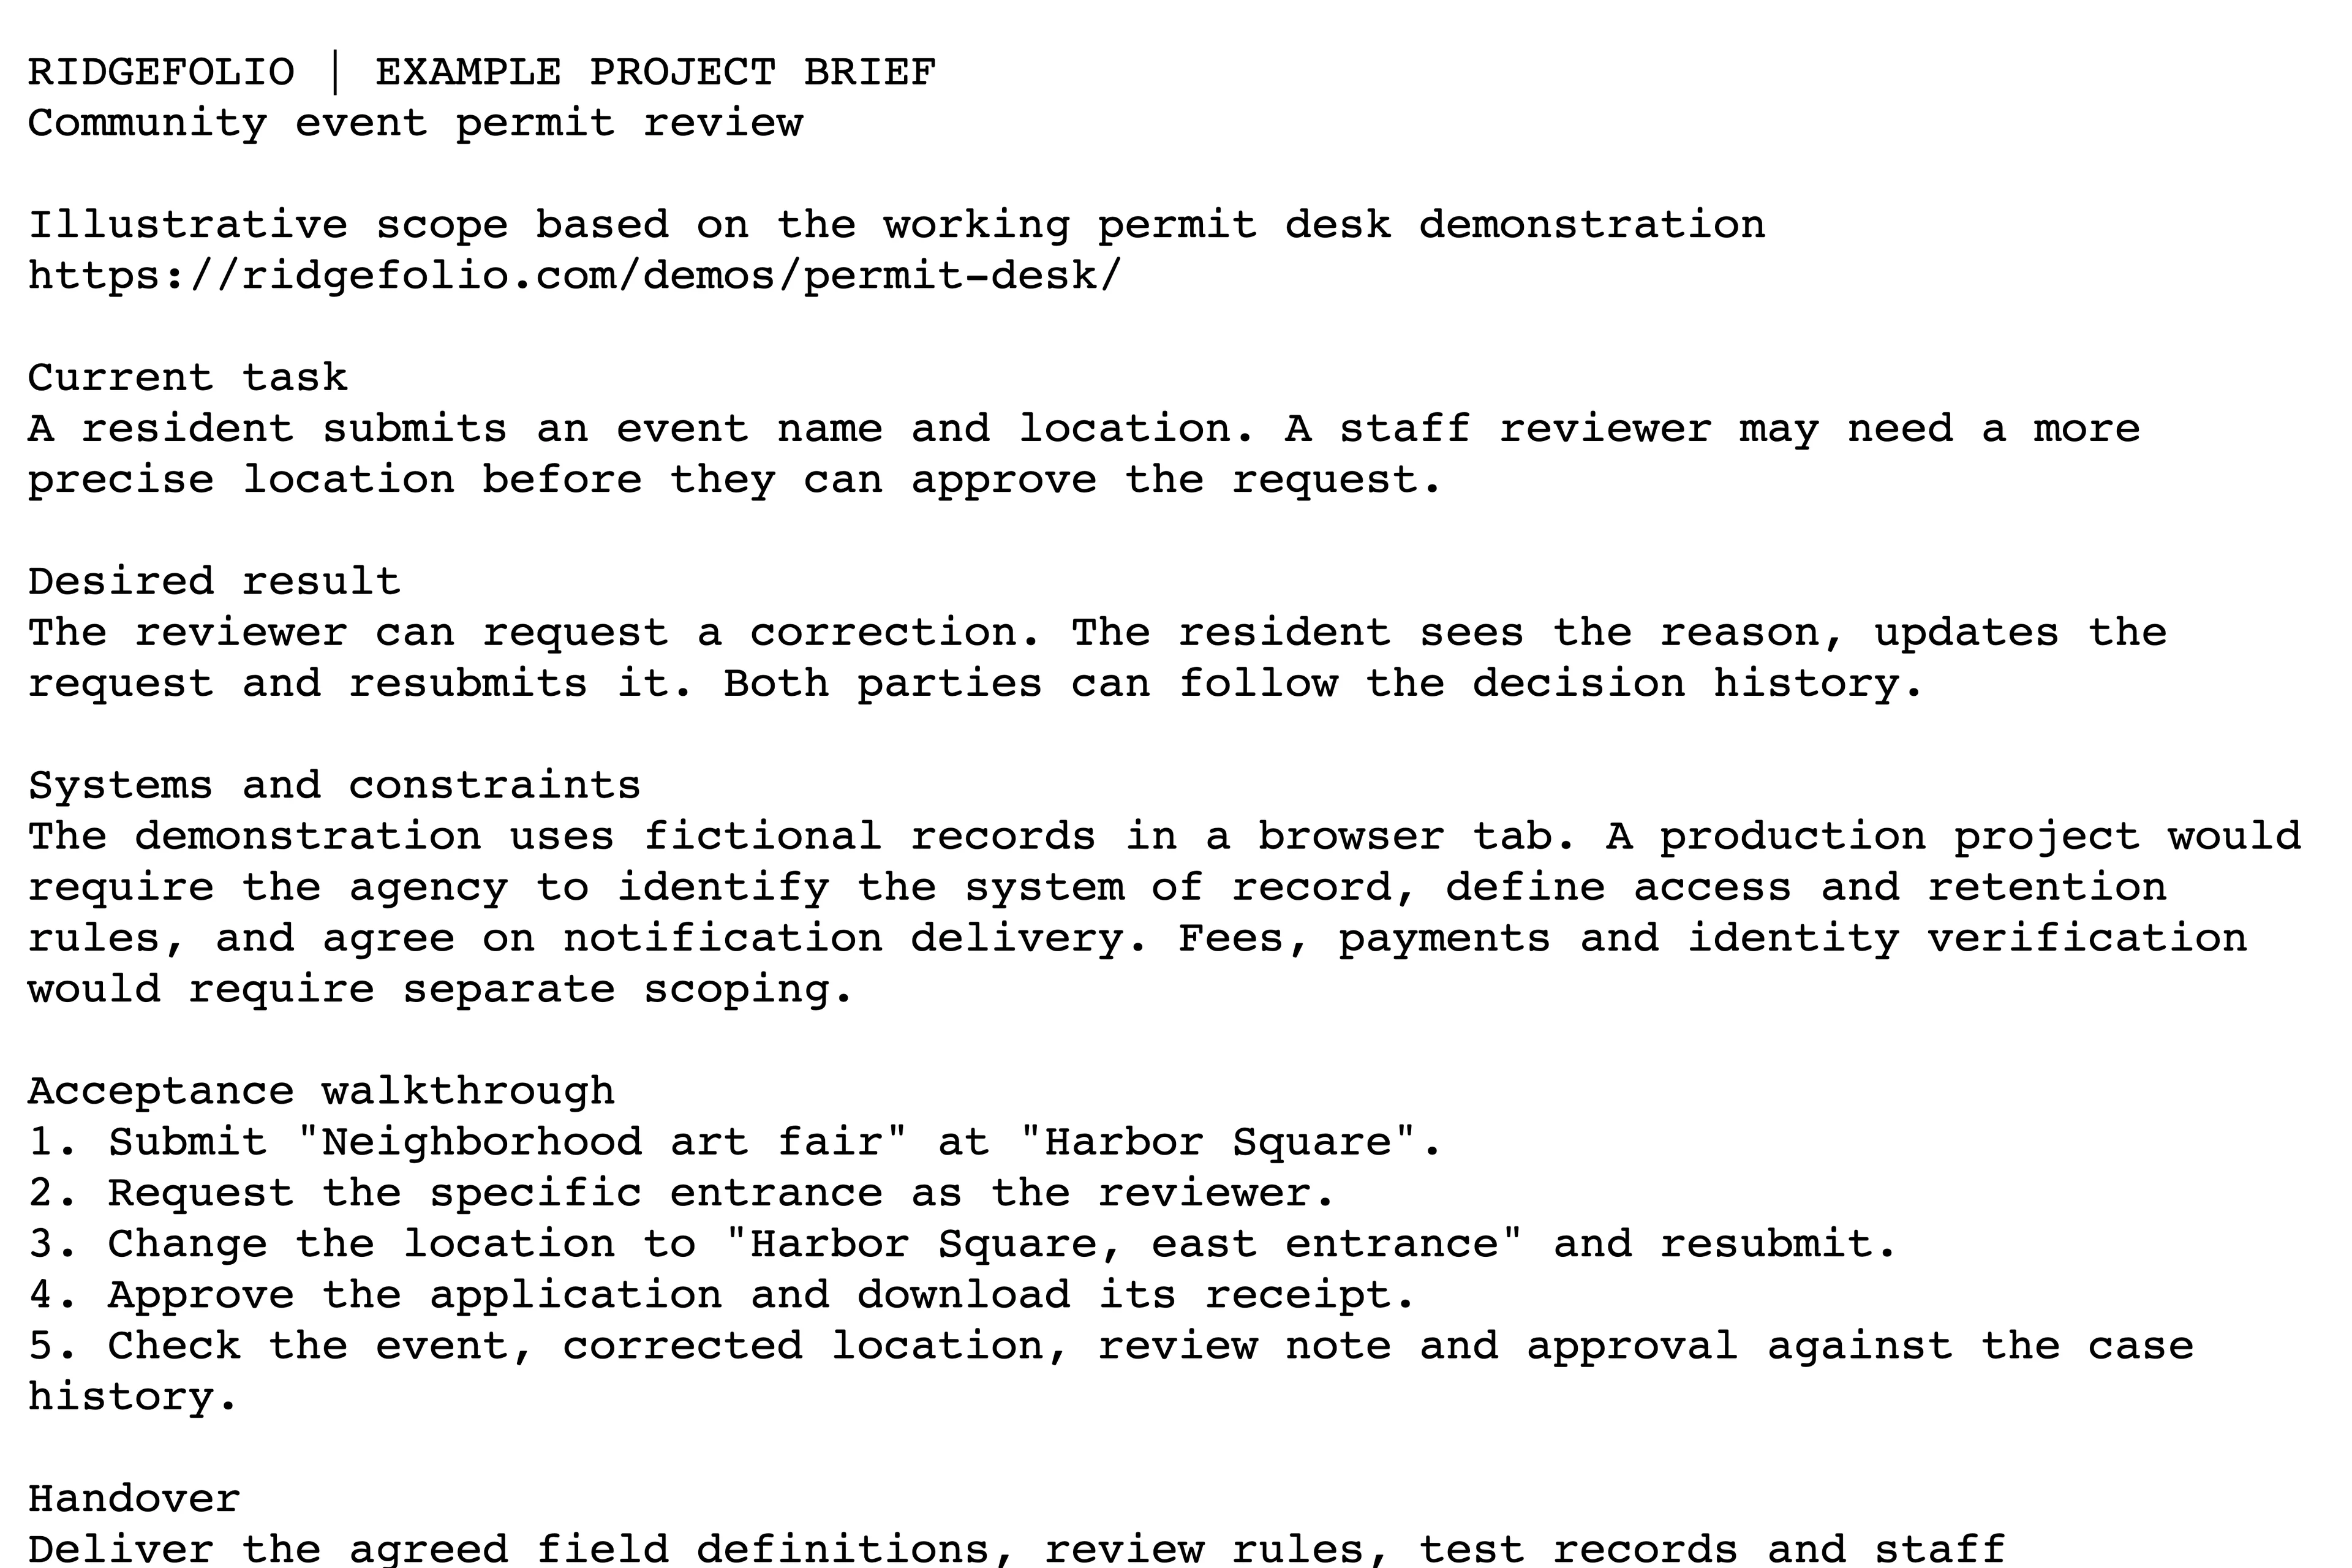 RIDGEFOLIO | EXAMPLE PROJECT BRIEF
Community event permit review
Illustrative scope based on the working permit desk demonstration
https://ridgefolio.com/demos/permit-desk/
Current task
A resident submits an event name and location. A staff reviewer may need a more
precise location before they can approve the request.
Desired result
The reviewer can request a correction. The resident sees the reason, updates the
request and resubmits it. Both parties can follow the decision history.
Systems and constraints
The demonstration uses fictional records in a browser tab. A production project would
require the agency to identify the system of record, define access and retention
rules, and agree on notification delivery. Fees, payments and identity verification
would require separate scoping.
Acceptance walkthrough
1. Submit "Neighborhood art fair" at "Harbor Square".
2. Request the specific entrance as the reviewer.
3. Change the location to "Harbor Square, east entrance" and resubmit.
4. Approve the application and download its receipt.
5. Check the event, corrected location, review note and approval against the case
history.
Handover
Deliver the agreed field definitions, review rules, test records and staff